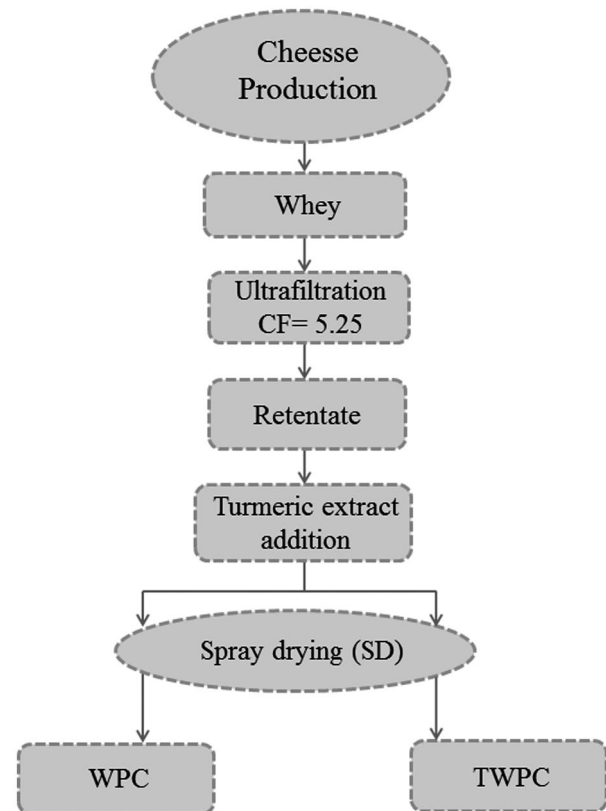 Cheesse
Production
Whey
Ultrafiltration
CF= 5.25
Retentate
Turmeric extract
addition
Spray drying (SD)
WPC
TWPC